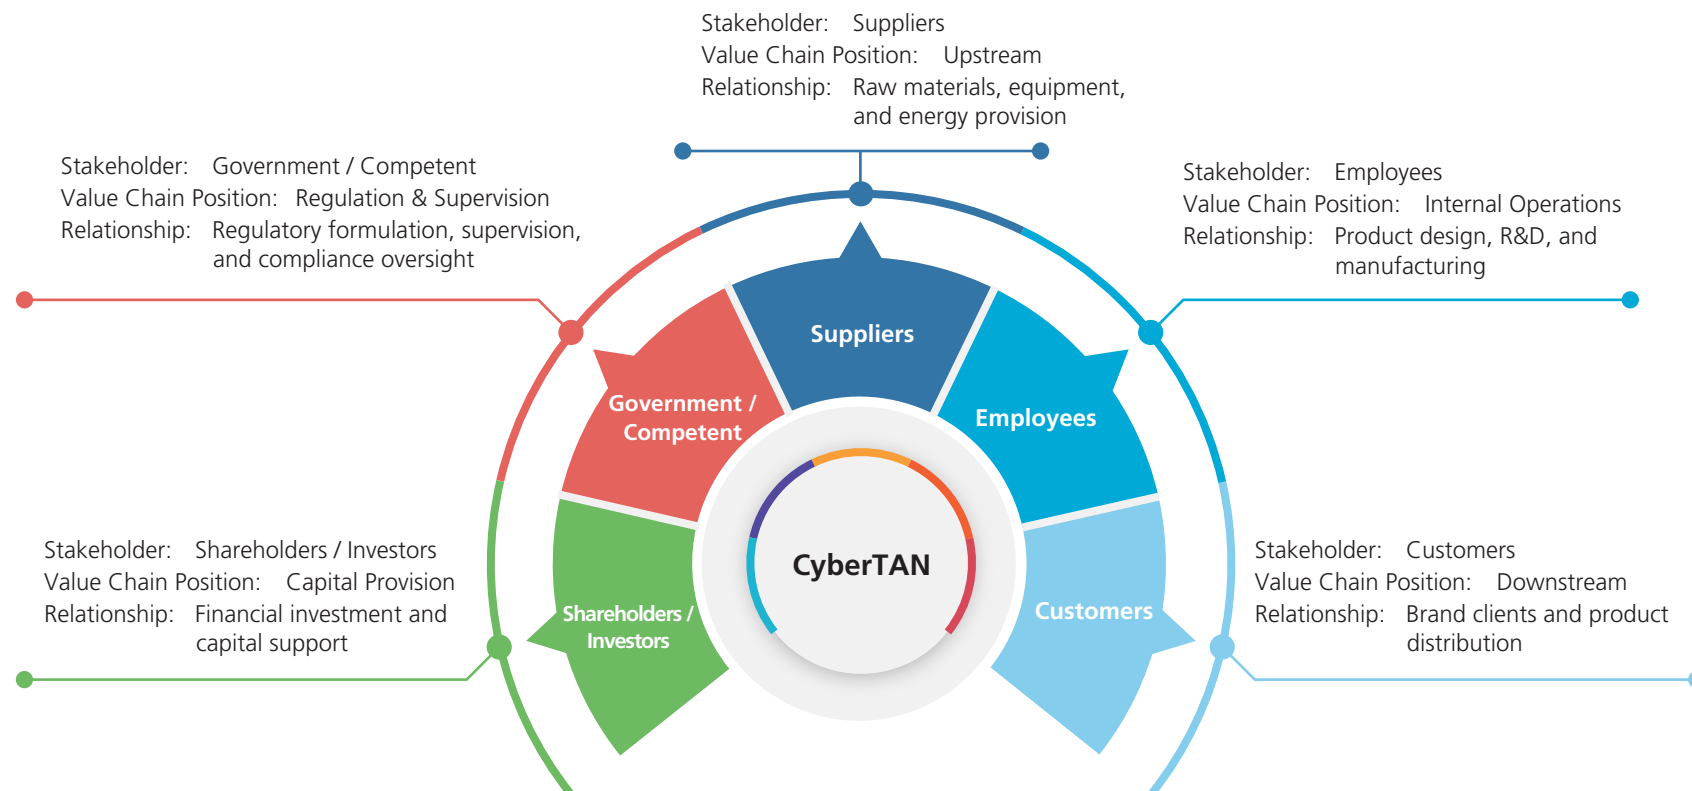 Stakeholder: Suppliers
Value Chain Position: Upstream
Relationship: Raw materials, equipment,
and energy provision
Stakeholder: Government / Competent
Value Chain Position: Regulation & Supervision
Relationship: Regulatory formulation, supervision,
and compliance oversight
Stakeholder: Employees
Value Chain Position: Internal Operations
Relationship: Product design, R&D, and
manufacturing
Suppliers
Government /
Competent
Employees
Stakeholder: Shareholders / Investors
Value Chain Position: Capital Provision
Relationship: Financial investment and
capital support
Shareholders /
Investors
CyberTAN
Customers
Stakeholder: Customers
Value Chain Position: Downstream
Relationship: Brand clients and product
distribution